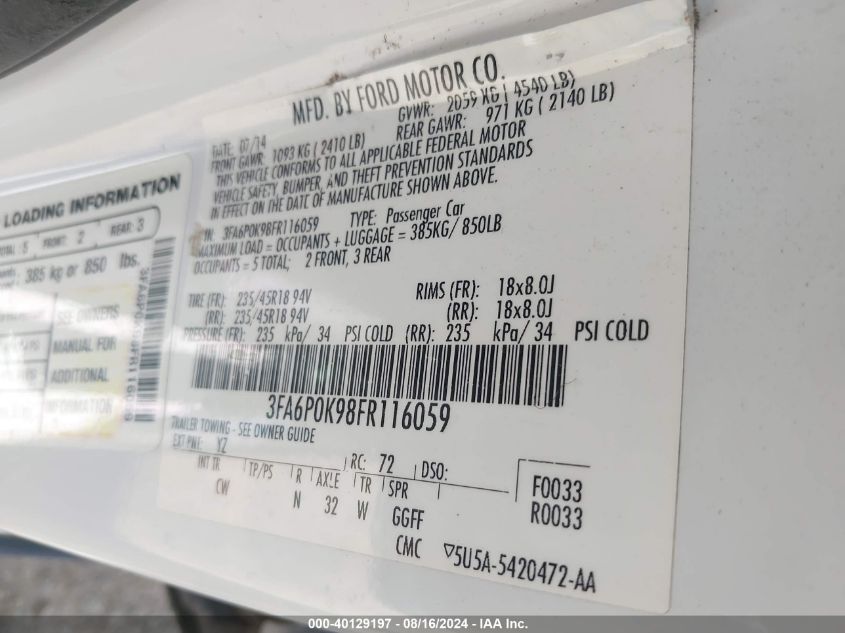 MFD. BY FORD MOTOR CO.
DATE: 07/14 GVWR: 2059 KG ( 4540 LB)
FRONT GAWR: 1093 KG ( 2410 LB) REAR GAWR: 971 KG ( 2140 LB)
THIS VEHICLE CONFORMS TO ALL APPLICABLE FEDERAL MOTOR
VEHICLE SAFETY, BUMPER, AND THEFT PREVENTION STANDARDS
IN EFFECT ON THE DATE OF MANUFACTURE SHOWN ABOVE.
3FA6P0K98FR116059 TYPE: Passenger Car
MAXIMUM LOAD = OCCUPANTS + LUGGAGE = 385KG/ 850LB
OCCUPANTS = 5 TOTAL; 2 FRONT, 3 REAR
TIRE (FR): 235/45R18 94V RIMS (FR): 18x8.0J
(RR): 235/45R18 94V (RR): 18x8.0J
PRESSURE (FR): 235 kPa/ 34 PSI COLD (RR): 235 kPa/ 34 PSI COLD
3FA6P0K98FR116059
TRAILER TOWING - SEE OWNER GUIDE
EXT PNT: YZ RC: 72 DSO:
INT TR TP/PS R AXLE TR SPR F0033
CW N 32 W GGFF R0033
CMC ▽5U5A-5420472-AA
LOADING INFORMATION
FRONT: 2 REAR: 3
385 kg or 850 lbs.
SEE OWNERS
MANUAL FOR
ADDITIONAL
3FA6P0K98FR116059
000-40129197 - 08/16/2024 - IAA Inc.